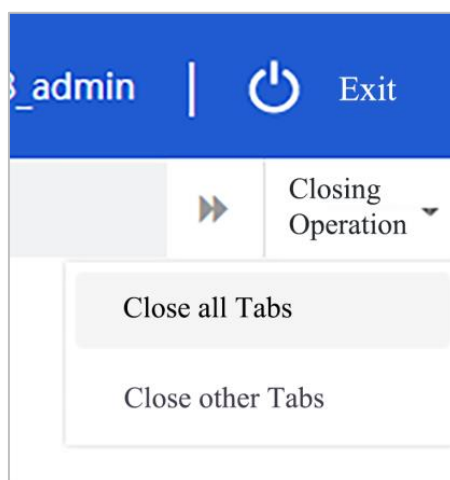 _admin | Exit
Closing
Operation
Close all Tabs
Close other Tabs